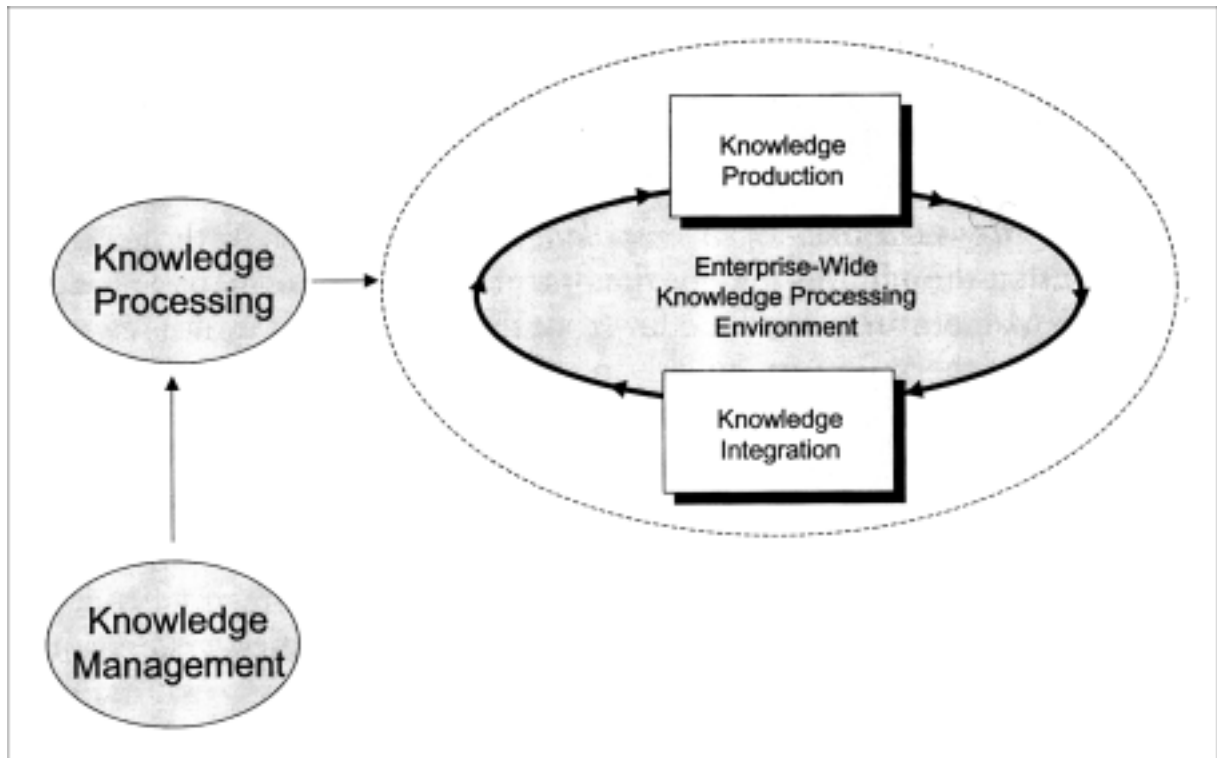 Knowledge
Production
Enterprise-Wide
Knowledge Processing
Environment
Knowledge
Integration
Knowledge
Processing
Knowledge
Management